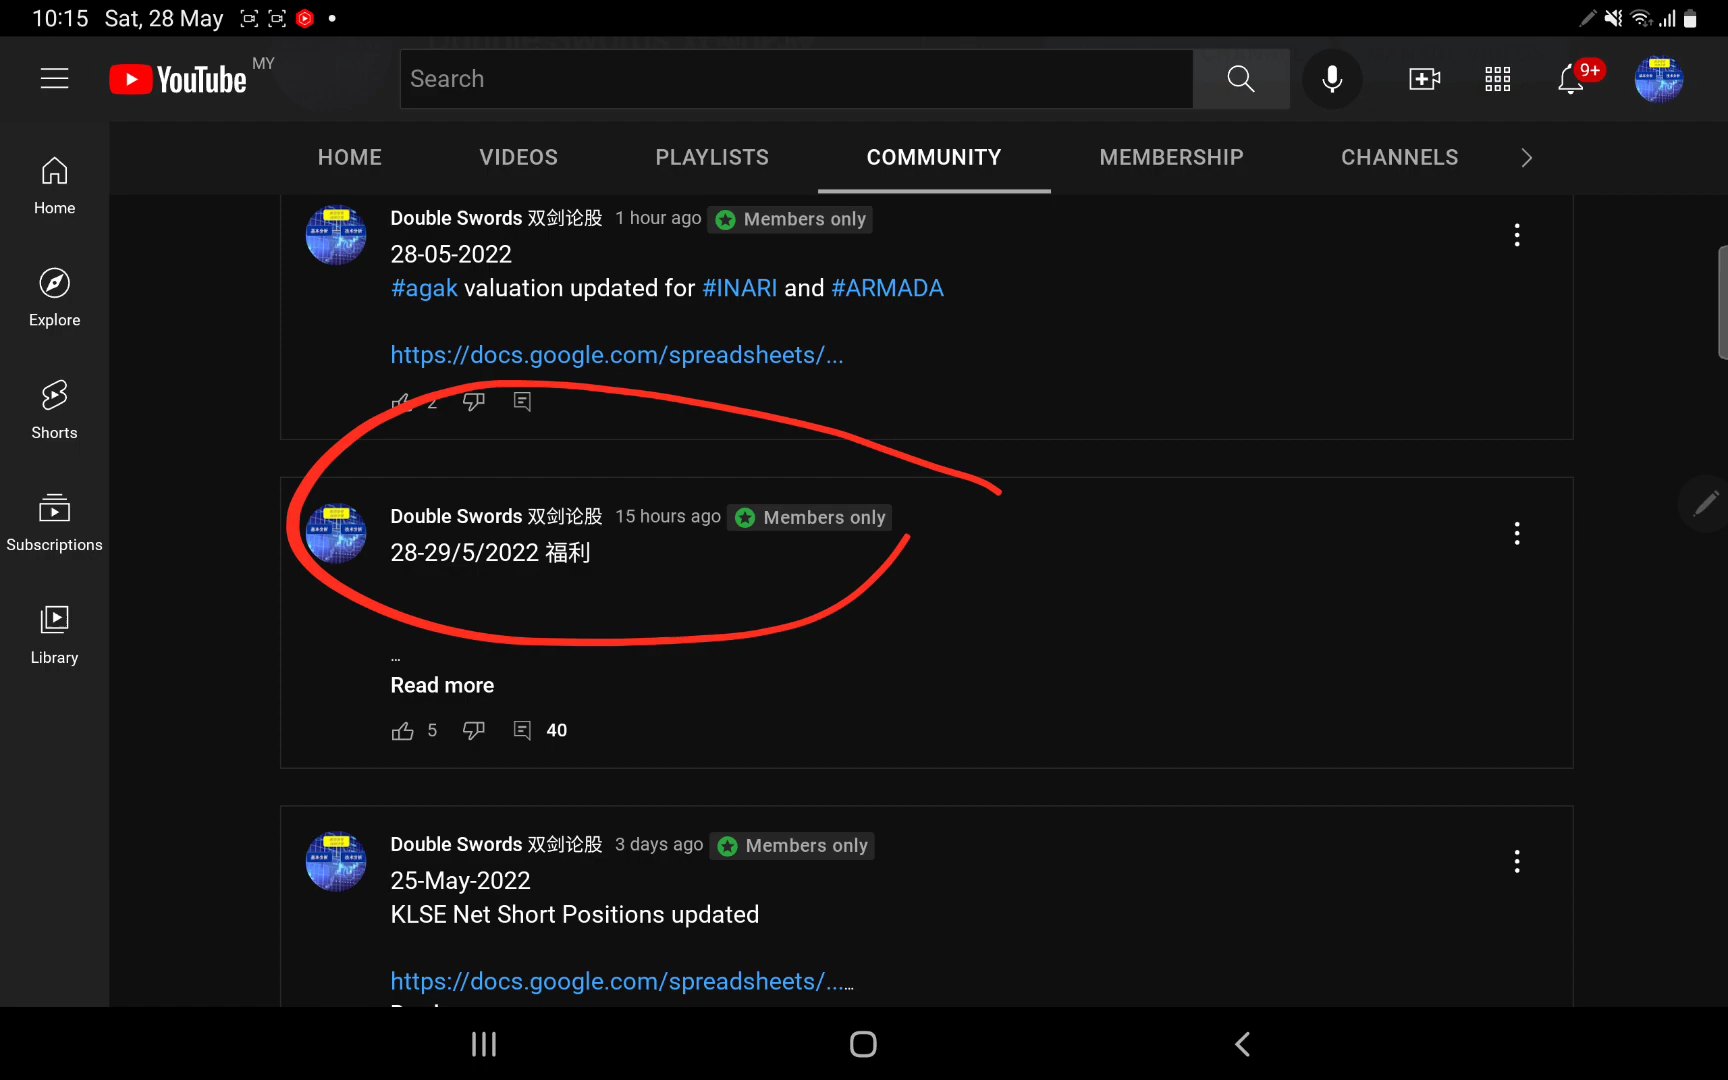 10:15 Sat, 28 May
YouTube MY
Search
9+
HOME VIDEOS PLAYLISTS COMMUNITY MEMBERSHIP CHANNELS
Home
Explore
Shorts
Subscriptions
Library
Double Swords 双剑论股 1 hour ago Members only
28-05-2022
#agak valuation updated for #INARI and #ARMADA
https://docs.google.com/spreadsheets/...
2
Double Swords 双剑论股 15 hours ago Members only
28-29/5/2022 福利
...
Read more
5 40
Double Swords 双剑论股 3 days ago Members only
25-May-2022
KLSE Net Short Positions updated
https://docs.google.com/spreadsheets/......